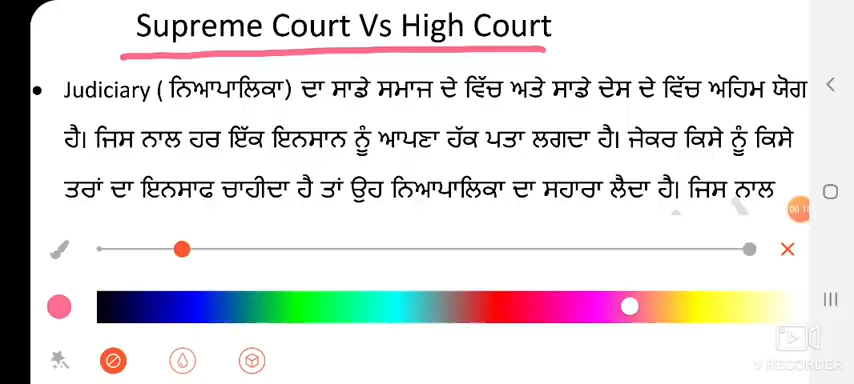 Supreme Court Vs High Court
• Judiciary ( ਨਿਆਪਾਲਿਕਾ) ਦਾ ਸਾਡੇ ਸਮਾਜ ਦੇ ਵਿੱਚ ਅਤੇ ਸਾਡੇ ਦੇਸ ਦੇ ਵਿੱਚ ਅਹਿਮ ਯੋਗ
ਹੈ। ਜਿਸ ਨਾਲ ਹਰ ਇੱਕ ਇਨਸਾਨ ਨੂੰ ਆਪਣਾ ਹੱਕ ਪਤਾ ਲਗਦਾ ਹੈ। ਜੇਕਰ ਕਿਸੇ ਨੂੰ ਕਿਸੇ
ਤਰਾਂ ਦਾ ਇਨਸਾਫ ਚਾਹੀਦਾ ਹੈ ਤਾਂ ਉਹ ਨਿਆਪਾਲਿਕਾ ਦਾ ਸਹਾਰਾ ਲੈਦਾ ਹੈ। ਜਿਸ ਨਾਲ
V RECORDER